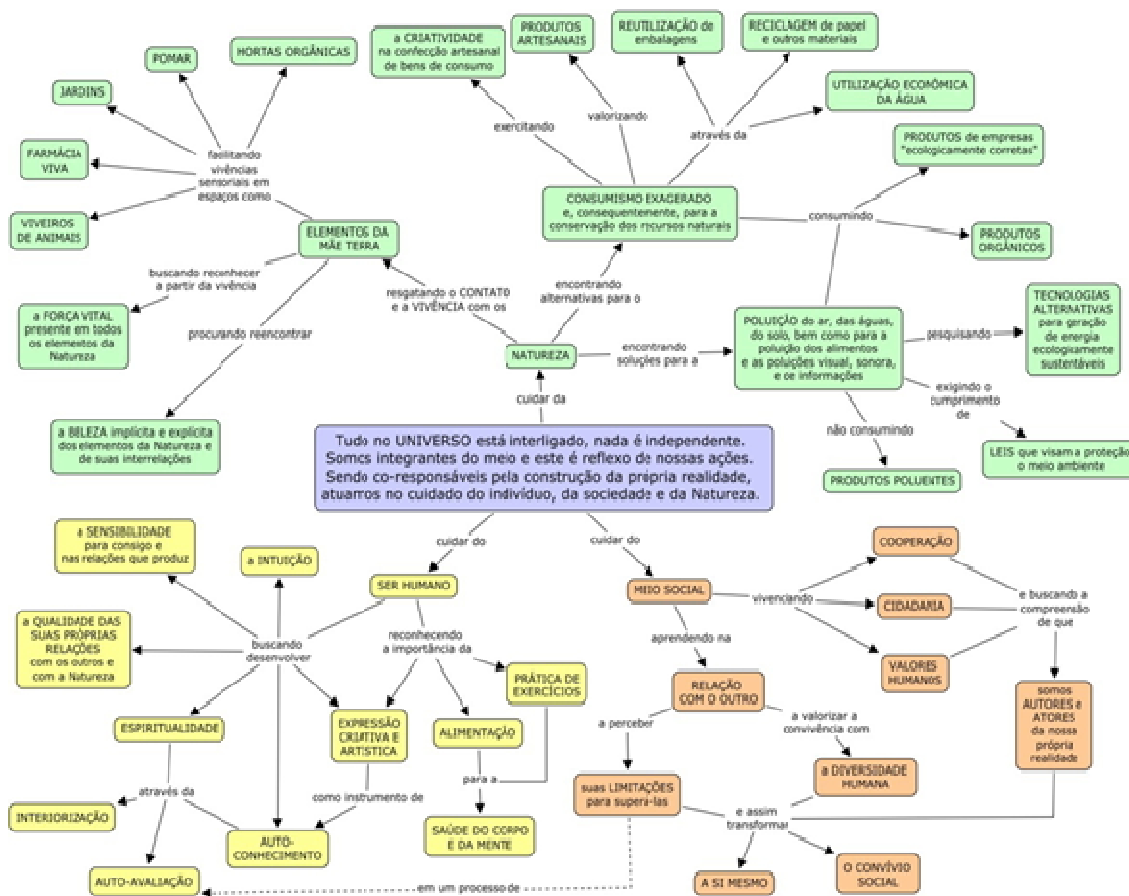 a CRIATIVIDADE
na confecção artesanal
de bens de consumo
PRODUTOS
ARTESANAIS
REUTILIZAÇÃO de
embalagens
RECICLAGEM de papel
e outros materiais
HORTAS ORGÂNICAS
POMAR
JARDINS
UTILIZAÇÃO ECONÔMICA
DA ÁGUA
exercitando
valorizando
através da
PRODUTOS de empresas
"ecologicamente corretas"
FARMÁCIA
VIVA
facilitando
vivências
sensoriais em
espaços como
VIVEIROS
DE ANIMAIS
ELEMENTOS DA
MÃE TERRA
CONSUMISMO EXAGERADO
e, consequentemente, para a
conservação dos recursos naturais
consumindo
PRODUTOS
ORGÂNICOS
buscando reconhecer
a partir da vivência
resgatando o CONTATO
e a VIVÊNCIA com os
encontrando
alternativas para o
a FORÇA VITAL
presente em todos
os elementos da
Natureza
procurando reencontrar
NATUREZA
encontrando
soluções para a
POLUIÇÃO do ar, das águas,
do solo, bem como para a
poluição dos alimentos
e as poluições visual, sonora,
e de informações
pesquisando
TECNOLOGIAS
ALTERNATIVAS
para geração
de energia
ecologicamente
sustentáveis
exigindo o
cumprimento
de
cuidar da
a BELEZA implícita e explícita
dos elementos da Natureza e
de suas interrelações
não consumindo
LEIS que visam a proteção
o meio ambiente
PRODUTOS POLUENTES
Tudo no UNIVERSO está interligado, nada é independente.
Somos integrantes do meio e este é reflexo de nossas ações.
Sendo co-responsáveis pela construção da própria realidade,
atuamos no cuidado do indivíduo, da sociedade e da Natureza.
cuidar do
cuidar do
a SENSIBILIDADE
para consigo e
nas relações que produz
a INTUIÇÃO
SER HUMANO
MEIO SOCIAL
vivenciando
COOPERAÇÃO
CIDADANIA
VALORES
HUMANOS
e buscando a
compreensão
de que
a QUALIDADE DAS
SUAS PRÓPRIAS
RELAÇÕES
com os outros e
com a Natureza
buscando
desenvolver
reconhecendo
a importância da
aprendendo na
PRÁTICA DE
EXERCÍCIOS
RELAÇÃO
COM O OUTRO
somos
AUTORES e
ATORES
da nossa
própria
realidade
ESPIRITUALIDADE
EXPRESSÃO
CRIATIVA E
ARTÍSTICA
ALIMENTAÇÃO
a perceber
a valorizar a
convivência com
através da
como instrumento de
para a
suas LIMITAÇÕES
para supera-las
a DIVERSIDADE
HUMANA
INTERIORIZAÇÃO
AUTO-
CONHECIMENTO
SAÚDE DO CORPO
E DA MENTE
e assim
transformar
AUTO-AVALIAÇÃO
em um processo de
A SI MESMO
O CONVÍVIO
SOCIAL